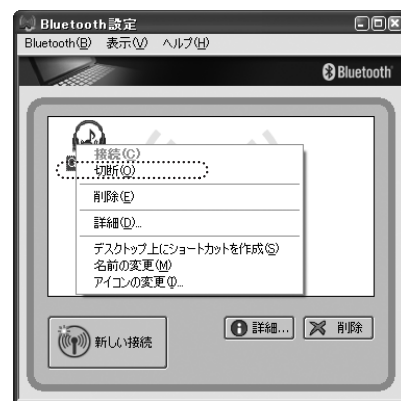 Bluetooth設定
Bluetooth(B) 表示(V) ヘルプ(H)
Bluetooth
接続(C)
切断(O)
削除(E)
詳細(D)...
デスクトップ上にショートカットを作成(S)
名前の変更(M)
アイコンの変更(I)...
新しい接続
詳細...
削除